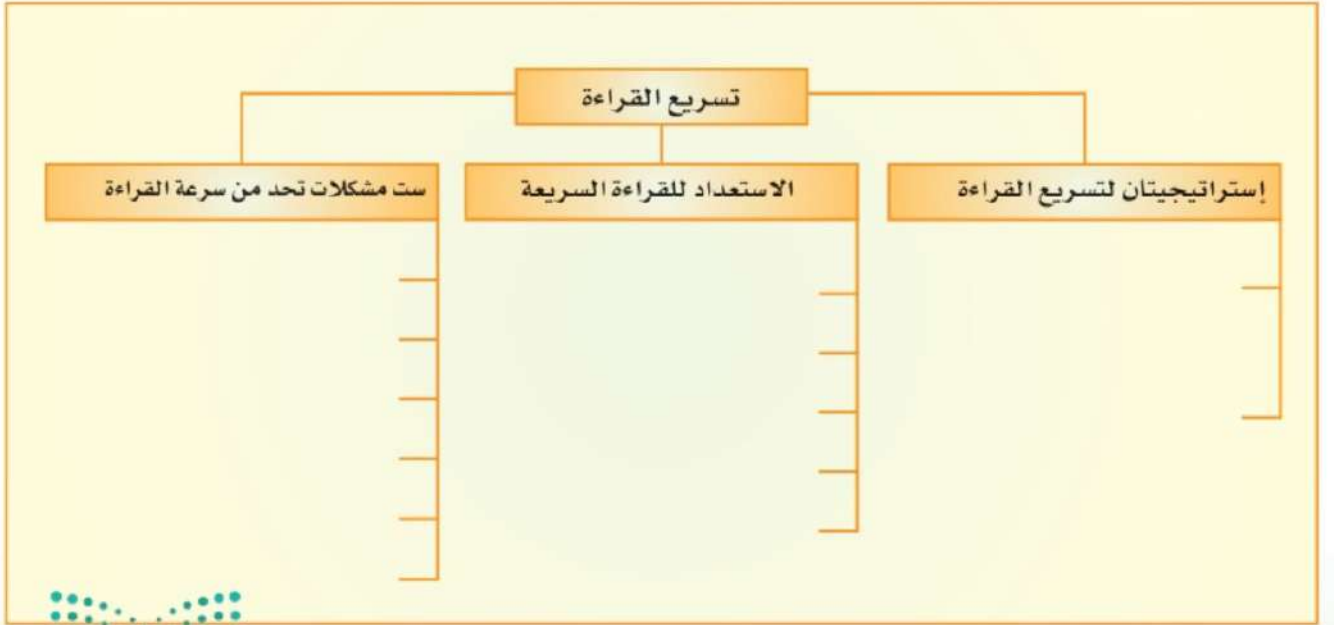 تسريع القراءة
إستراتيجيتان لتسريع القراءة
الاستعداد للقراءة السريعة
ست مشكلات تحد من سرعة القراءة